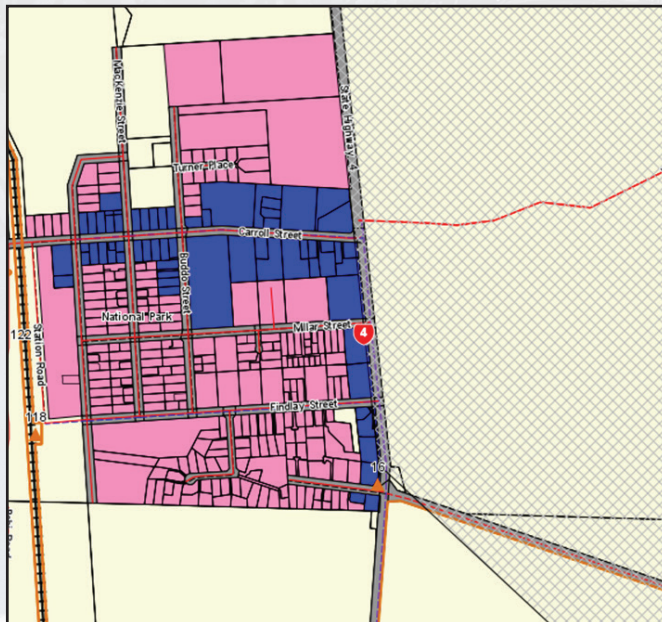 MacKenzie Street
State Highway 4
Turner Place
Carroll Street
Buddo Street
National Park
Millar Street
4
122
Station Road
118
Findlay Street
16